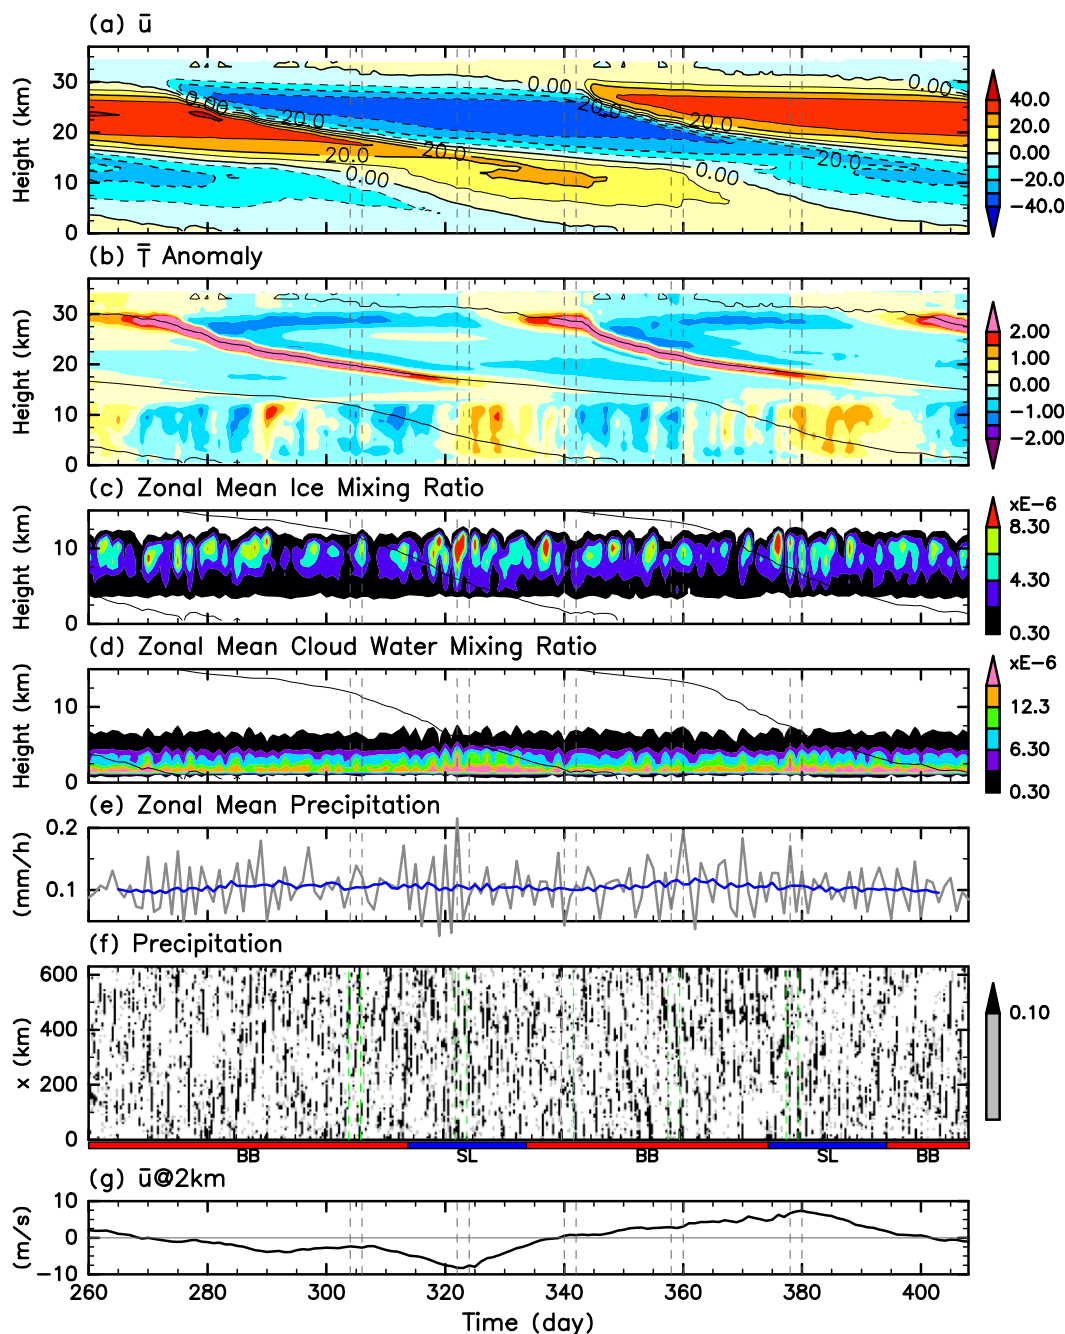 (a) ū
Height (km)
30
20
10
0
0.00
20.0
20.0
0.00
20.0
0.00
20.0
20.0
0.00
20.0
0.00
40.0
20.0
0.00
−20.0
−40.0
(b) T̄ Anomaly
Height (km)
30
20
10
0
2.00
1.00
0.00
−1.00
−2.00
(c) Zonal Mean Ice Mixing Ratio
Height (km)
10
0
xE−6
8.30
4.30
0.30
(d) Zonal Mean Cloud Water Mixing Ratio
Height (km)
10
0
xE−6
12.3
6.30
0.30
(e) Zonal Mean Precipitation
(mm/h)
0.2
0.1
(f) Precipitation
x (km)
600
400
200
0
0.10
BB SL BB SL BB
(g) ū@2km
(m/s)
10
0
−10
260 280 300 320 340 360 380 400
Time (day)